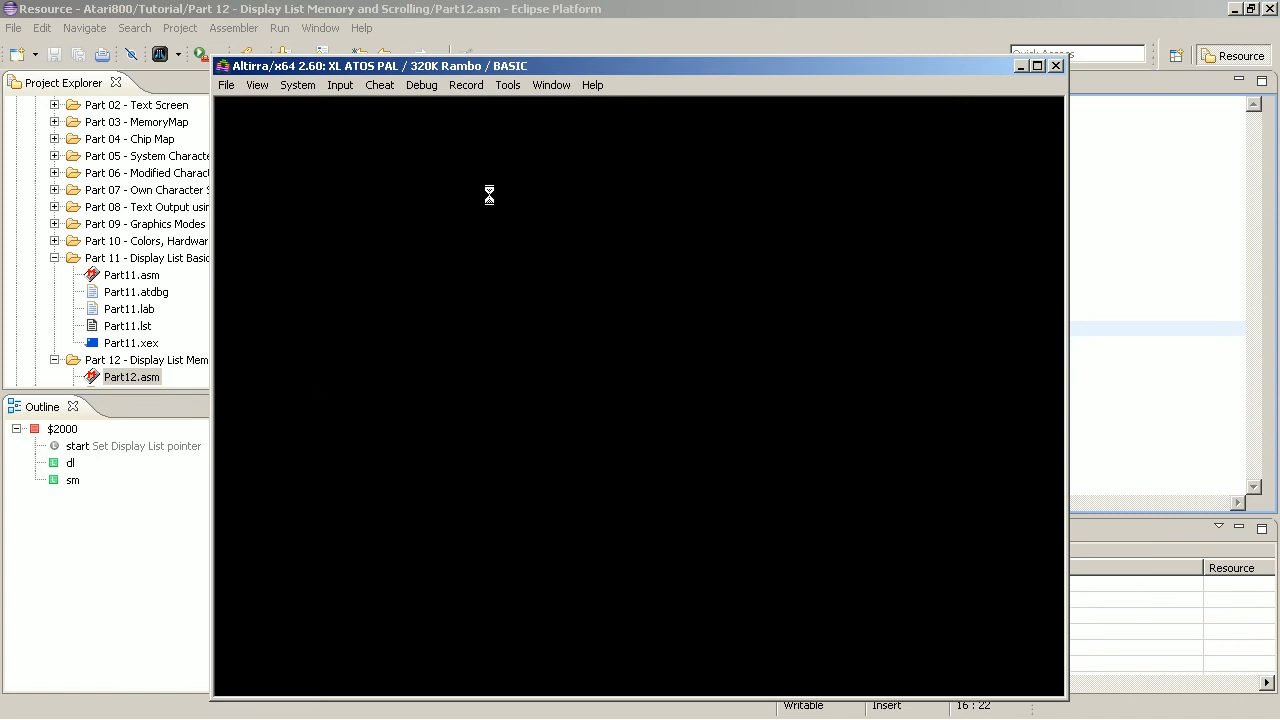 Resource - Atari800/Tutorial/Part 12 - Display List Memory and Scrolling/Part12.asm - Eclipse Platform
File Edit Navigate Search Project Assembler Run Window Help
Resource
Altirra/x64 2.60: XL ATOS PAL / 320K Rambo / BASIC
File View System Input Cheat Debug Record Tools Window Help
Project Explorer
Part 02 - Text Screen
Part 03 - MemoryMap
Part 04 - Chip Map
Part 05 - System Characte
Part 06 - Modified Charac
Part 07 - Own Character S
Part 08 - Text Output usin
Part 09 - Graphics Modes
Part 10 - Colors, Hardwar
Part 11 - Display List Basic
Part11.asm
Part11.atdbg
Part11.lab
Part11.lst
Part11.xex
Part 12 - Display List Mem
Part12.asm
Outline
$2000
start Set Display List pointer
dl
sm
Resource
Writable Insert 16 : 22